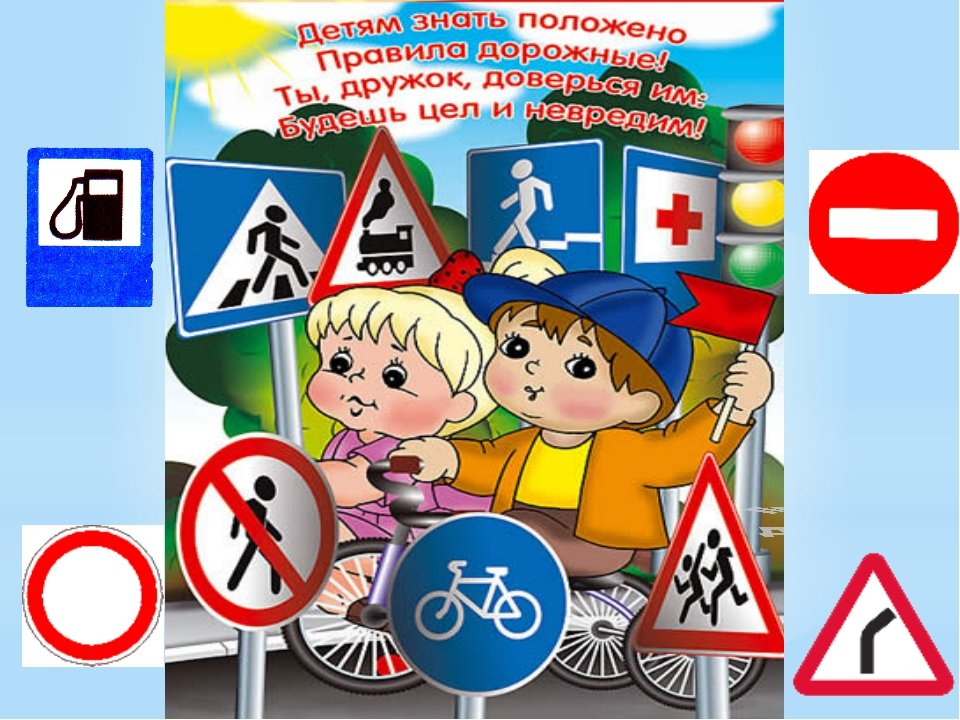 Детям знать положено
Правила дорожные!
Ты, дружок, доверься им:
Будешь цел и невредим!